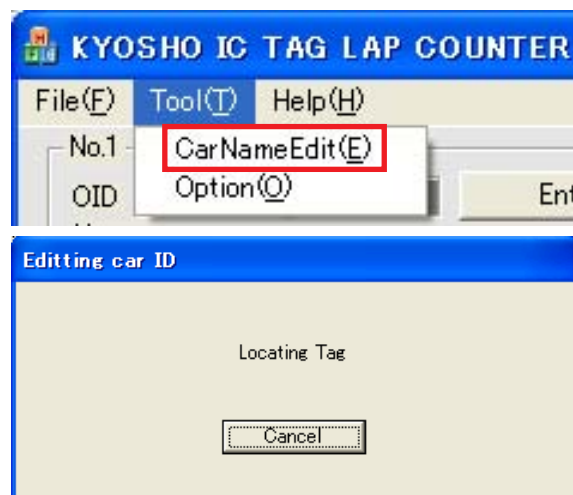 KYOSHO IC TAG LAP COUNTER
File(F) Tool(T) Help(H)
No.1
CarNameEdit(E)
Option(O)
OID
Ent
Editting car ID
Locating Tag
Cancel